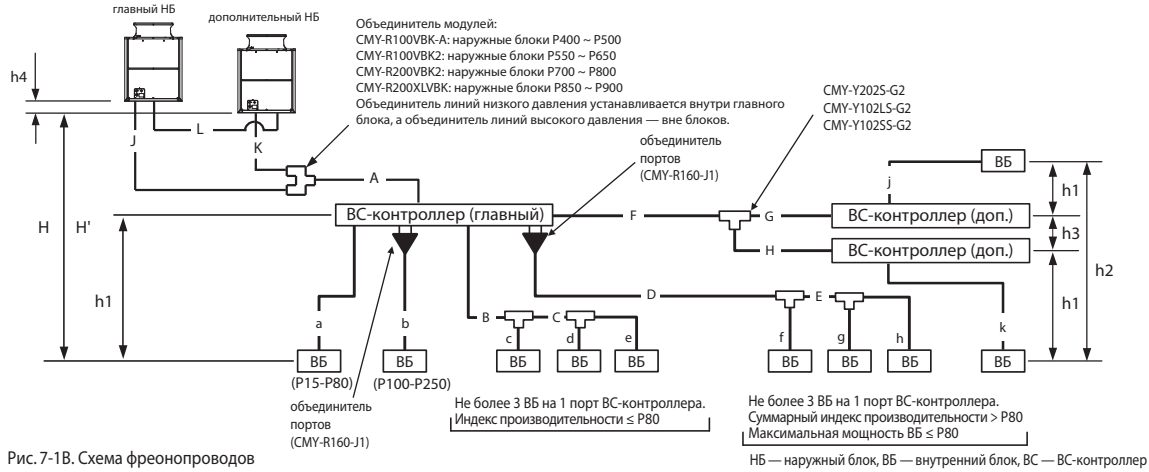 главный НБ
дополнительный НБ
Объединитель модулей:
CMY-R100VBK-A: наружные блоки P400 ~ P500
CMY-R100VBK2: наружные блоки P550 ~ P650
CMY-R200VBK2: наружные блоки P700 ~ P800
CMY-R200XLVBK: наружные блоки P850 ~ P900
Объединитель линий низкого давления устанавливается внутри главного
блока, а объединитель линий высокого давления — вне блоков.
h4
J
L
K
A
H
H'
h1
объединитель
портов
(CMY-R160-J1)
CMY-Y202S-G2
CMY-Y102LS-G2
CMY-Y102SS-G2
ВС-контроллер (главный)
F
G
H
ВБ
j
ВС-контроллер (доп.)
ВС-контроллер (доп.)
h1
h3
h1
h2
a
b
B
C
c
d
e
D
E
f
g
h
k
ВБ
ВБ
ВБ
ВБ
ВБ
ВБ
ВБ
ВБ
ВБ
(P15-P80)
(P100-P250)
объединитель
портов
(CMY-R160-J1)
Не более 3 ВБ на 1 порт ВС-контроллера.
Индекс производительности ≤ P80
Не более 3 ВБ на 1 порт ВС-контроллера.
Суммарный индекс производительности > P80
Максимальная мощность ВБ ≤ P80
Рис. 7-1В. Схема фреонопроводов
НБ — наружный блок, ВБ — внутренний блок, ВС — ВС-контроллер